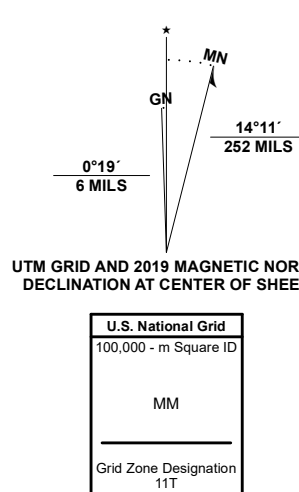 MN
GN
14°11´
252 MILS
0°19´
6 MILS
UTM GRID AND 2019 MAGNETIC NOR
DECLINATION AT CENTER OF SHEE
U.S. National Grid
100,000 - m Square ID
MM
Grid Zone Designation
11T